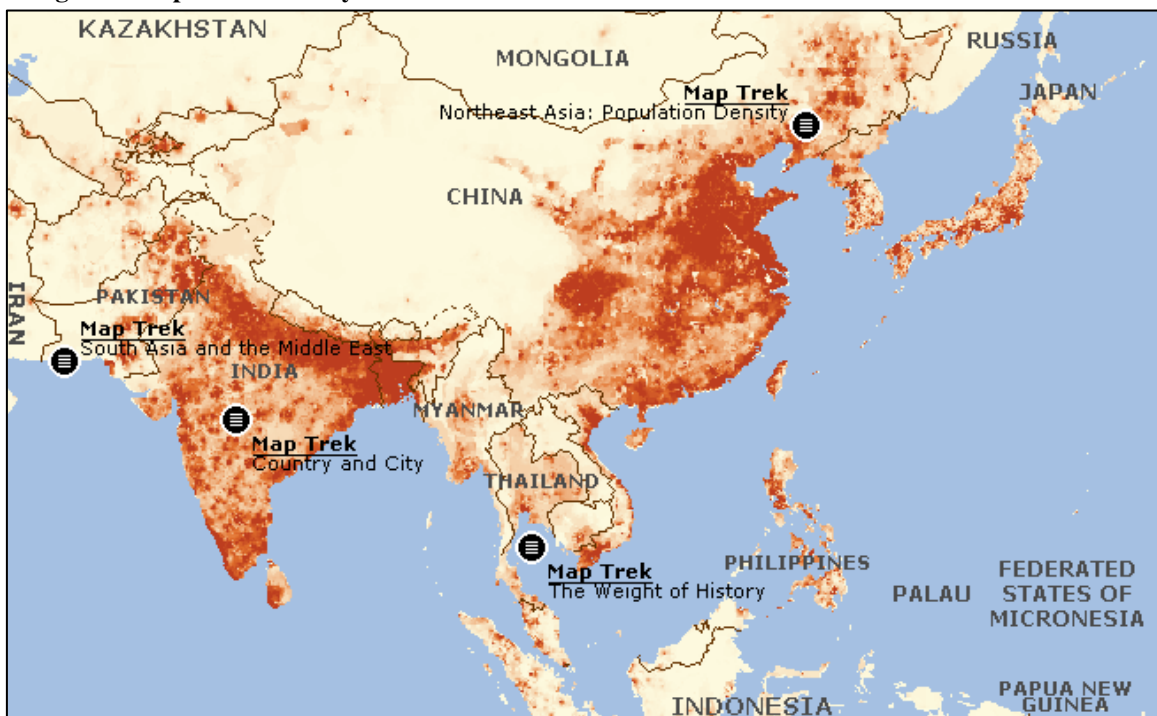 KAZAKHSTAN
RUSSIA
MONGOLIA
JAPAN
Map Trek
Northeast Asia: Population Density
CHINA
PAKISTAN
IRAN
Map Trek
South Asia and the Middle East
INDIA
MYANMAR
Map Trek
Country and City
THAILAND
PHILIPPINES
Map Trek
The Weight of History
PALAU
FEDERATED
STATES OF
MICRONESIA
INDONESIA
PAPUA NEW
GUINEA